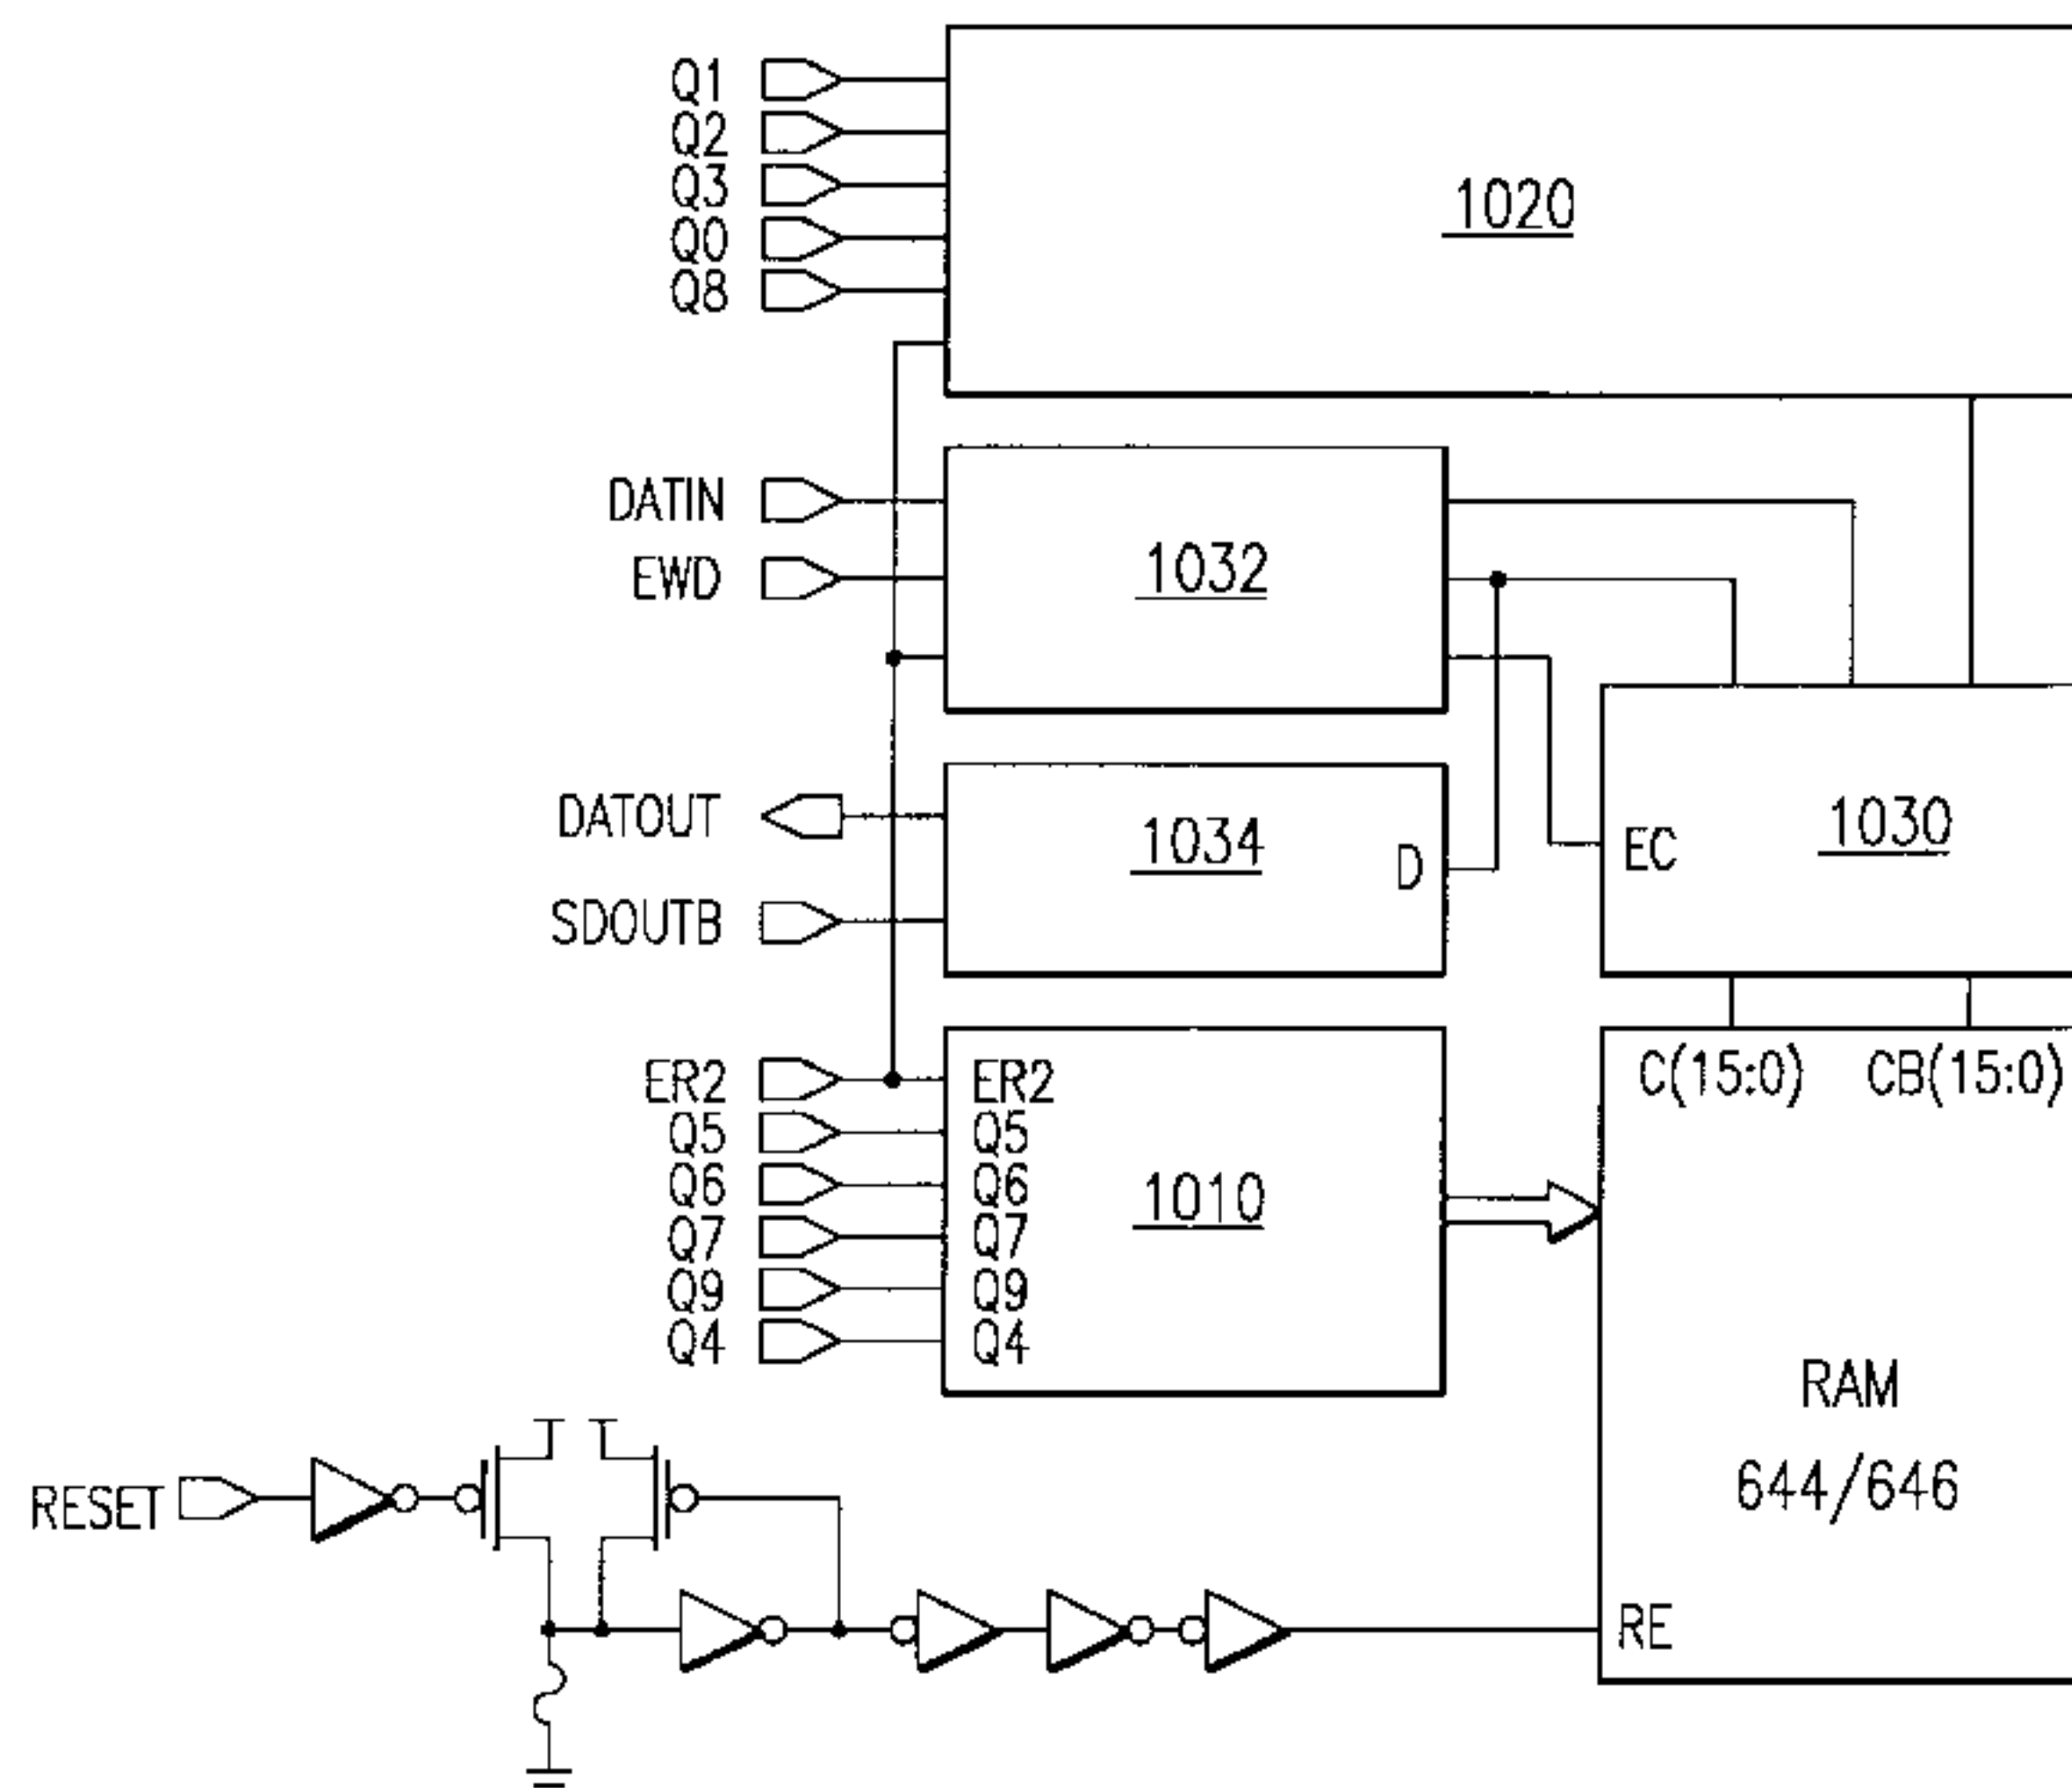 Q1
Q2
Q3
Q0
Q8
1020
DATIN
EWD
1032
DATOUT
SDOUTB
1034
D
EC
1030
ER2
Q5
Q6
Q7
Q9
Q4
ER2
Q5
Q6
Q7
Q9
Q4
1010
C(15:0) CB(15:0)
RAM
644/646
RESET
RE